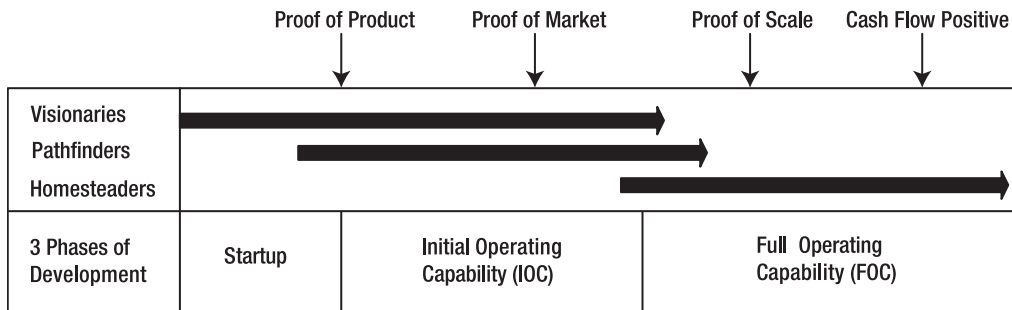 Proof of Product
Proof of Market
Proof of Scale
Cash Flow Positive
Visionaries
Pathfinders
Homesteaders
3 Phases of
Development
Startup
Initial Operating
Capability (IOC)
Full Operating
Capability (FOC)